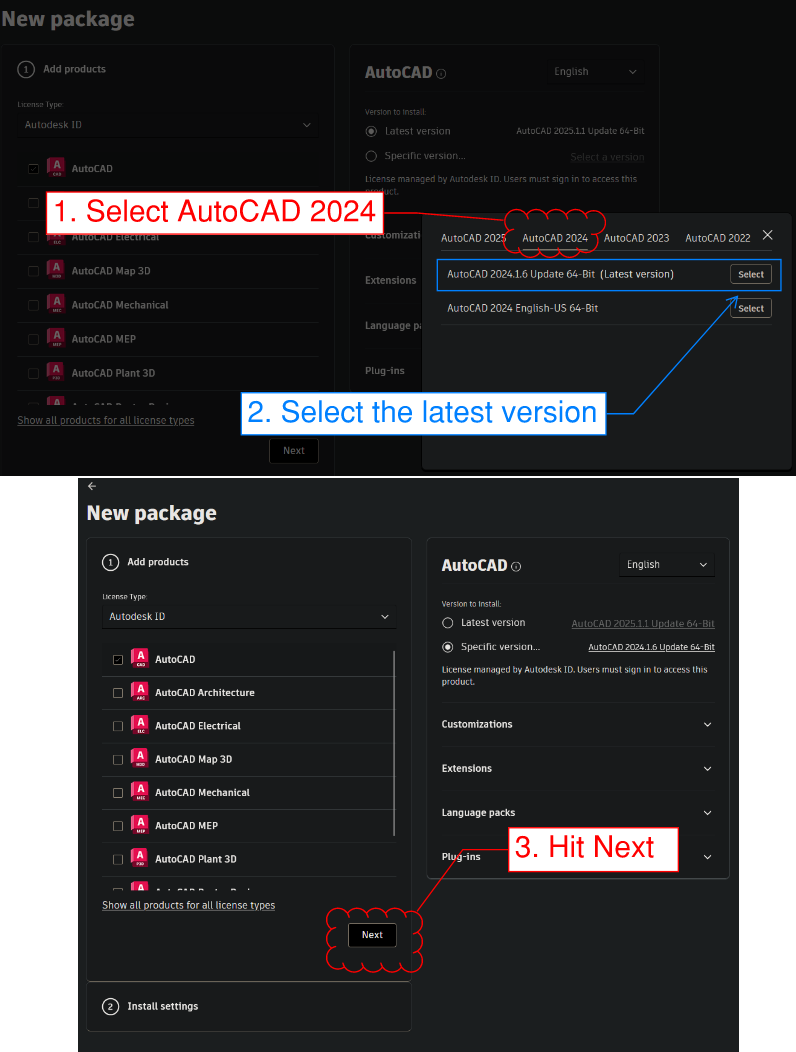 New package
1 Add products
License Type:
Autodesk ID
AutoCAD
AutoCAD Electrical
AutoCAD Map 3D
AutoCAD Mechanical
AutoCAD MEP
AutoCAD Plant 3D
Show all products for all license types
Next
AutoCAD
English
Version to Install:
Latest version AutoCAD 2025.1.1 Update 64-Bit
Specific version... Select a version
License managed by Autodesk ID. Users must sign in to access this
product.
Extensions
Plug-ins
1. Select AutoCAD 2024
AutoCAD 2025 AutoCAD 2024 AutoCAD 2023 AutoCAD 2022
AutoCAD 2024.1.6 Update 64-Bit (Latest version) Select
AutoCAD 2024 English-US 64-Bit Select
2. Select the latest version
New package
1 Add products
License Type:
Autodesk ID
AutoCAD
AutoCAD Architecture
AutoCAD Electrical
AutoCAD Map 3D
AutoCAD Mechanical
AutoCAD MEP
AutoCAD Plant 3D
Show all products for all license types
Next
2 Install settings
AutoCAD
English
Version to Install:
Latest version AutoCAD 2025.1.1 Update 64-Bit
Specific version... AutoCAD 2024.1.6 Update 64-Bit
License managed by Autodesk ID. Users must sign in to access this
product.
Customizations
Extensions
Language packs
Plug-ins
3. Hit Next